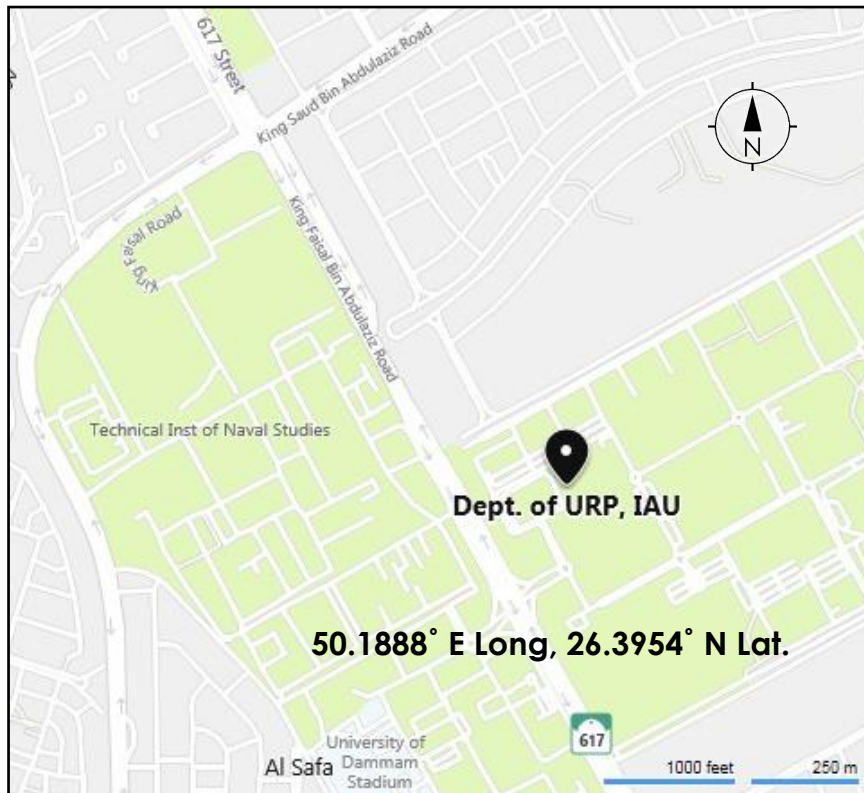 617 Street
King Saud Bin Abdulaziz Road
N
King Faisal Road
King Faisal Bin Abdulaziz Road
Technical Inst of Naval Studies
Dept. of URP, IAU
50.1888° E Long, 26.3954° N Lat.
617
University of
Dammam
Stadium
Al Safa
1000 feet
250 m